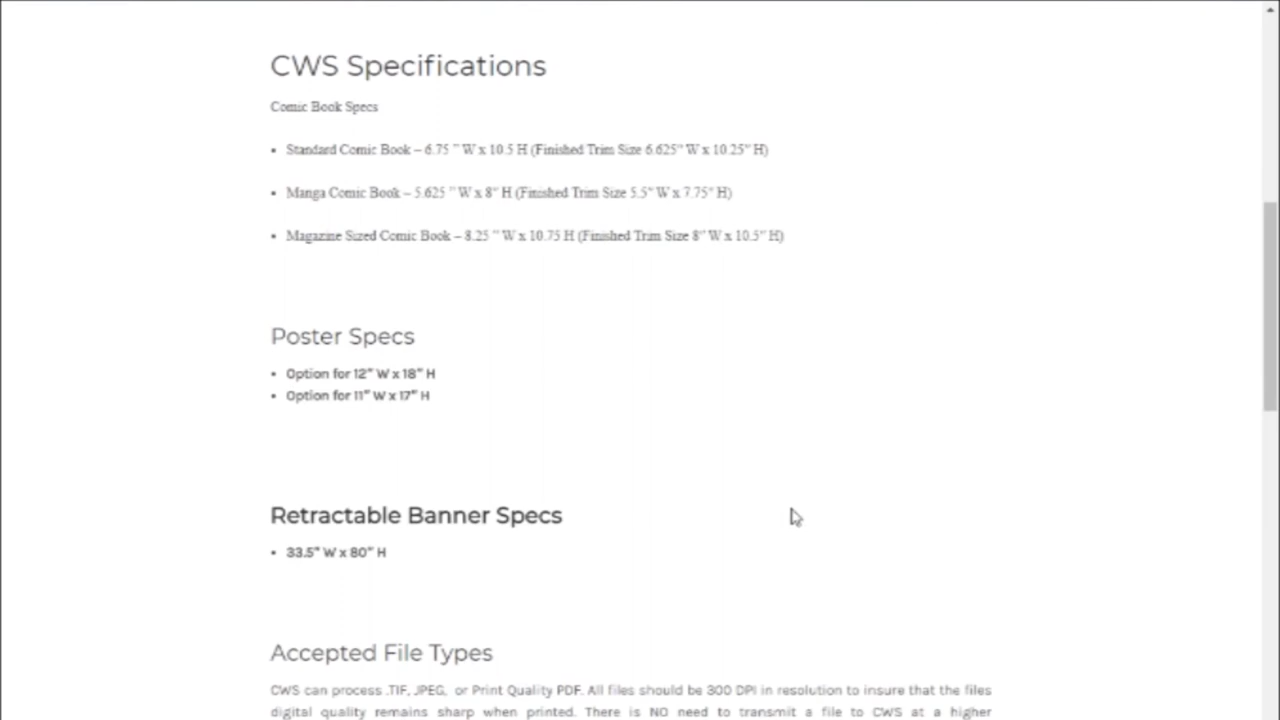 CWS Specifications
Comic Book Specs
• Standard Comic Book – 6.75 " W x 10.5 H (Finished Trim Size 6.625" W x 10.25" H)
• Manga Comic Book – 5.625 " W x 8" H (Finished Trim Size 5.5" W x 7.75" H)
• Magazine Sized Comic Book – 8.25 " W x 10.75 H (Finished Trim Size 8" W x 10.5" H)
Poster Specs
• Option for 12" W x 18" H
• Option for 11" W x 17" H
Retractable Banner Specs
• 33.5" W x 80" H
Accepted File Types
CWS can process .TIF, JPEG, or Print Quality PDF. All files should be 300 DPI in resolution to insure that the files
digital quality remains sharp when printed. There is NO need to transmit a file to CWS at a higher